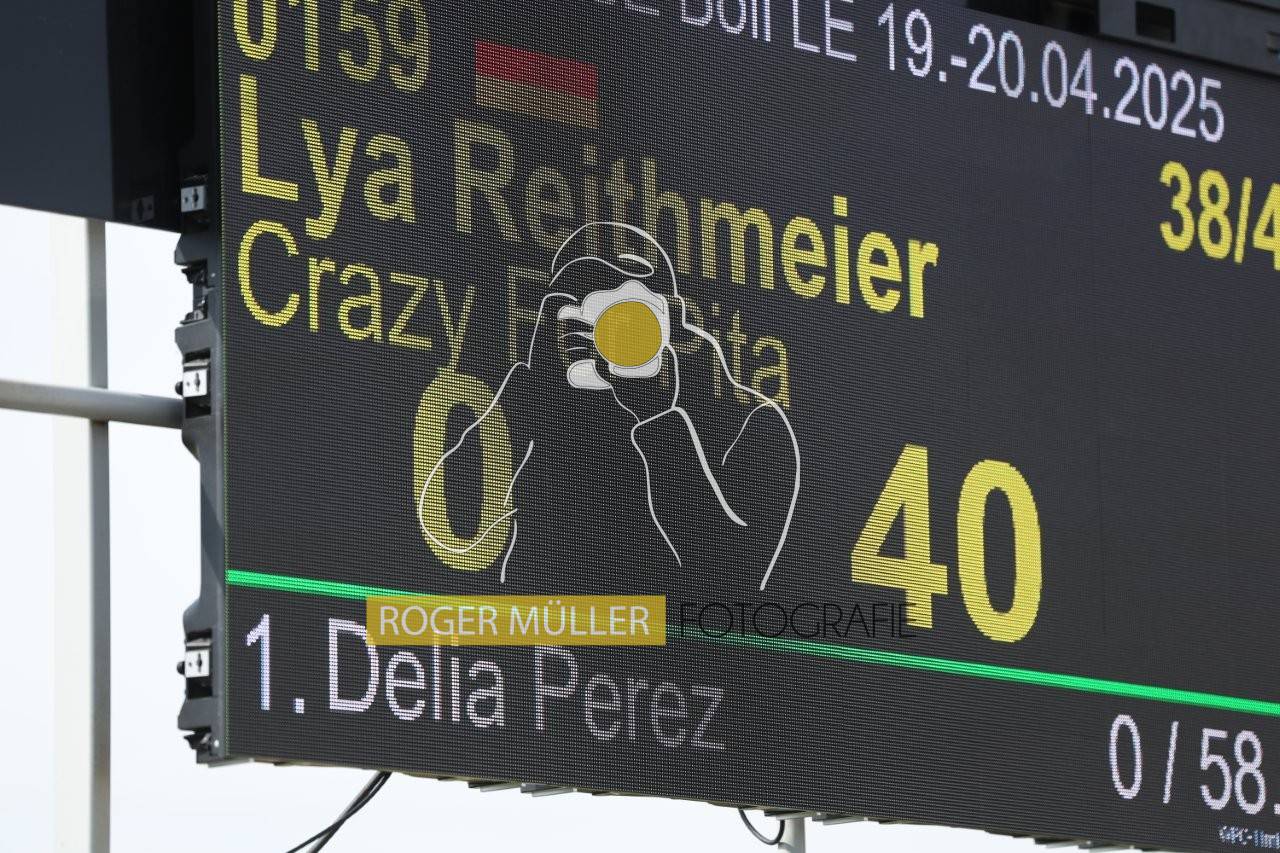 Boll LE 19.-20.04.2025
0159
Lya Reithmeier
38/4
Crazy Pita
0 40
ROGER MÜLLER FOTOGRAFIE
1. Delia Perez
0 / 58.